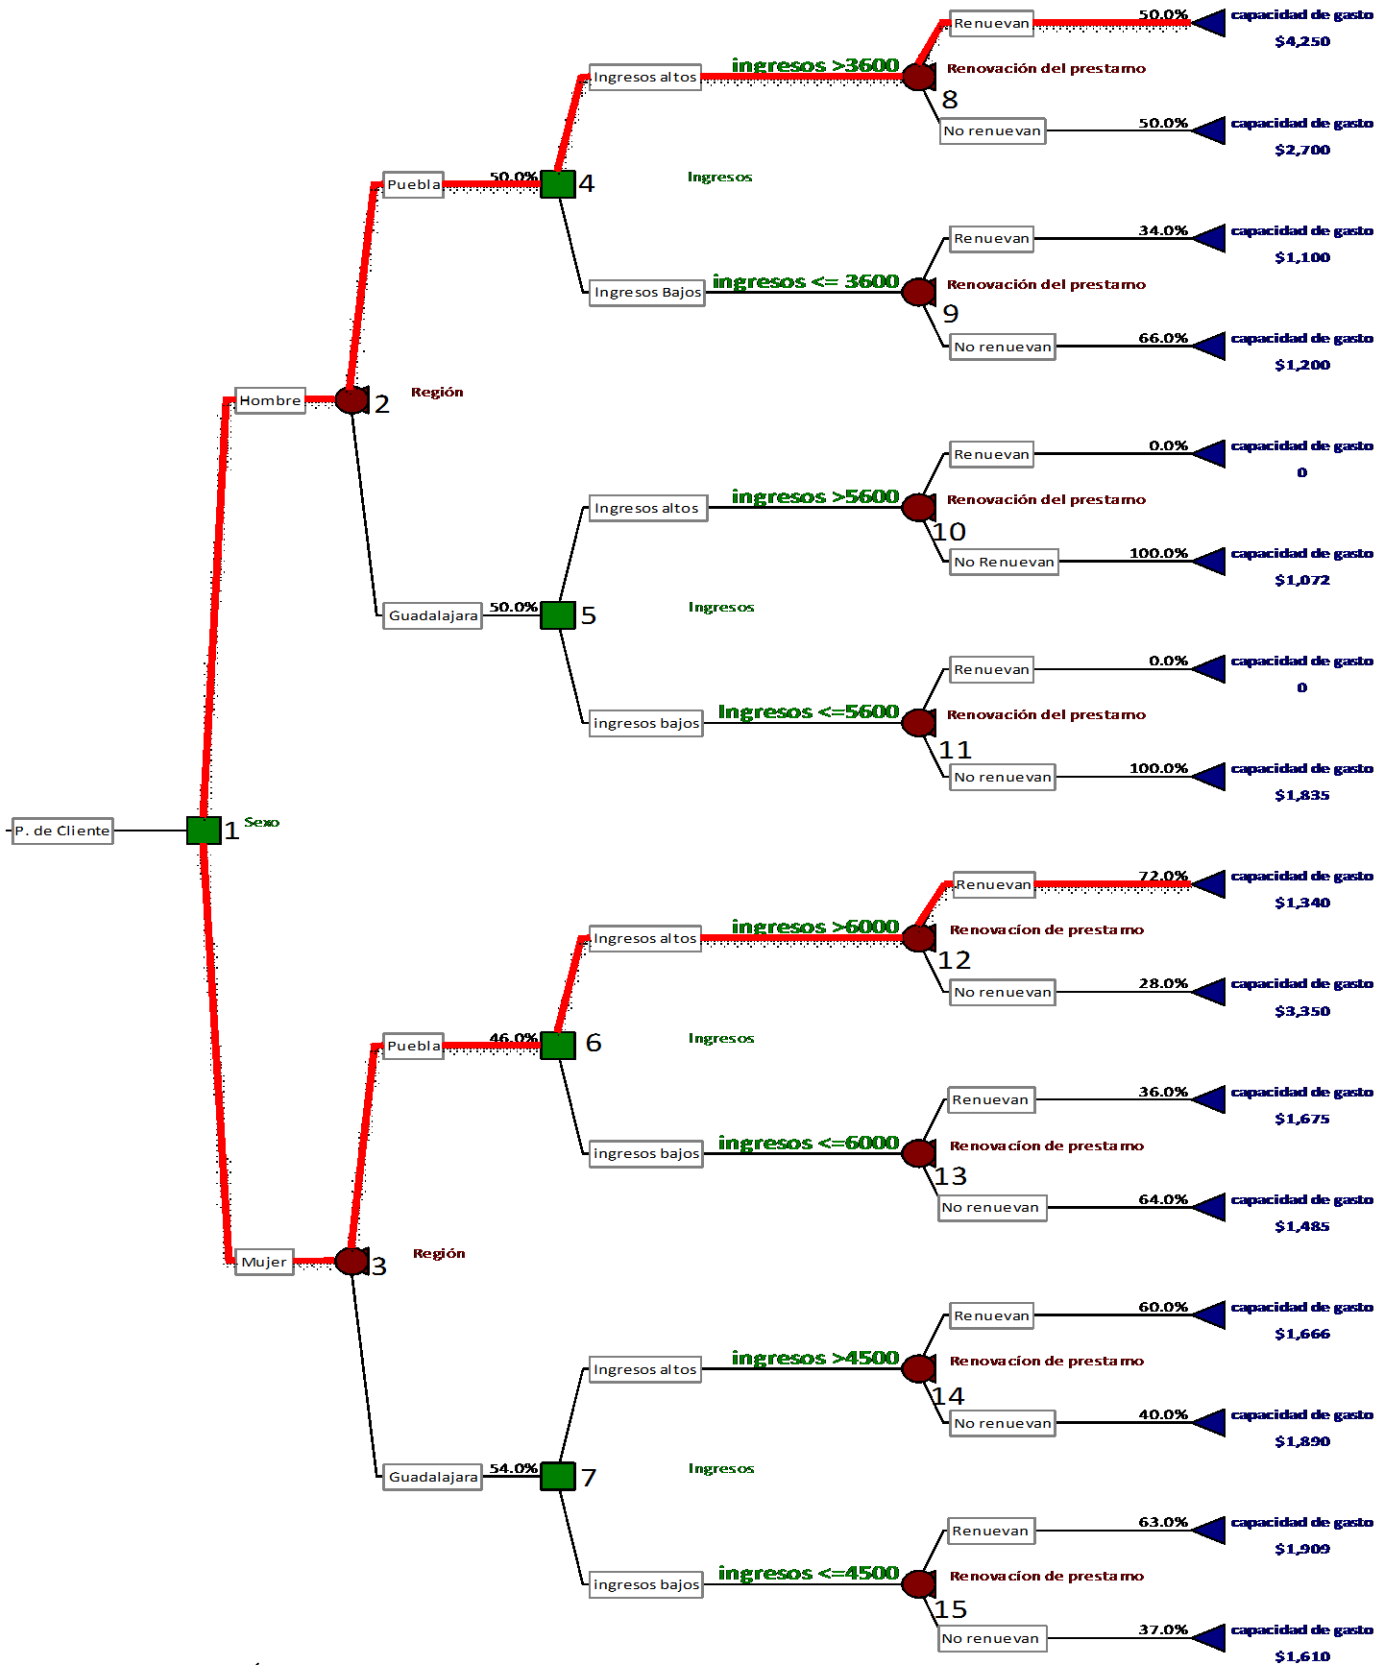 Renuevan
50.0%
capacidad de gasto
$4,250
Ingresos altos
ingresos >3600
Renovación del prestamo
8
No renuevan
50.0%
capacidad de gasto
$2,700
Puebla
50.0%
4
Ingresos
Renuevan
34.0%
capacidad de gasto
$1,100
Ingresos Bajos
ingresos <= 3600
Renovación del prestamo
9
No renuevan
66.0%
capacidad de gasto
$1,200
Hombre
2
Región
Renuevan
0.0%
capacidad de gasto
0
Ingresos altos
ingresos >5600
Renovación del prestamo
10
No Renuevan
100.0%
capacidad de gasto
$1,072
Guadalajara
50.0%
5
Ingresos
Renuevan
0.0%
capacidad de gasto
0
ingresos bajos
Ingresos <=5600
Renovación del prestamo
11
No renuevan
100.0%
capacidad de gasto
$1,835
P. de Cliente
1
Sexo
Renuevan
72.0%
capacidad de gasto
$1,340
Ingresos altos
ingresos >6000
Renovacíon de prestamo
12
No renuevan
28.0%
capacidad de gasto
$3,350
Puebla
46.0%
6
Ingresos
Renuevan
36.0%
capacidad de gasto
$1,675
ingresos bajos
ingresos <=6000
Renovacíon de prestamo
13
No renuevan
64.0%
capacidad de gasto
$1,485
Mujer
3
Región
Renuevan
60.0%
capacidad de gasto
$1,666
Ingresos altos
ingresos >4500
Renovacíon de prestamo
14
No renuevan
40.0%
capacidad de gasto
$1,890
Guadalajara
54.0%
7
Ingresos
Renuevan
63.0%
capacidad de gasto
$1,909
ingresos bajos
ingresos <=4500
Renovacíon de prestamo
15
No renuevan
37.0%
capacidad de gasto
$1,610